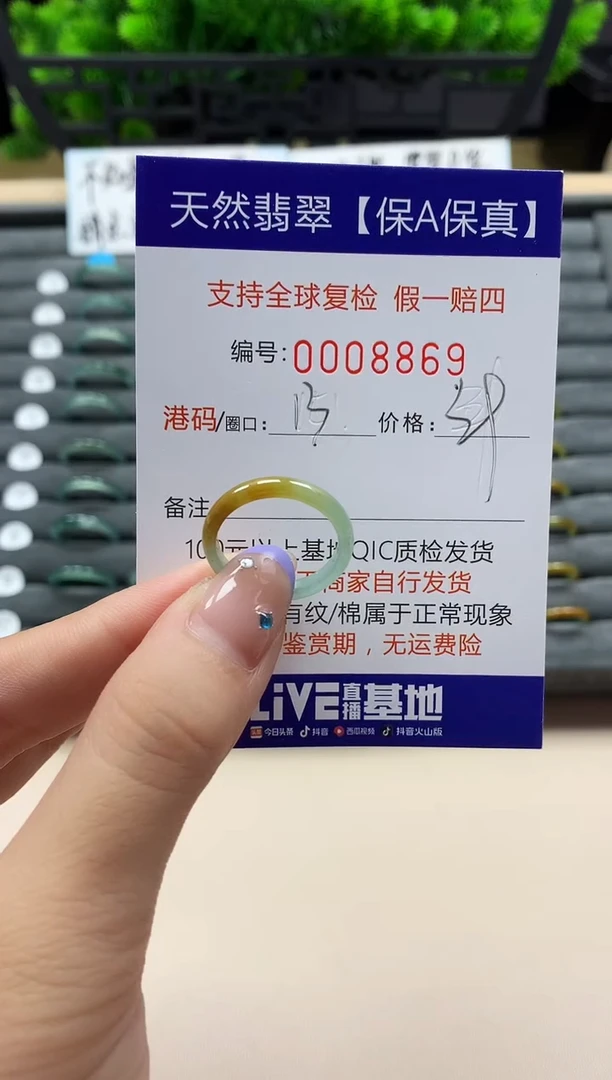 天然翡翠【保A保真】
支持全球复检 假一赔四
编号:0008869
港码/圈口: 15 价格:
备注
100元以上基地QIC质检发货
商家自行发货
有纹/棉属于正常现象
鉴赏期，无运费险
LiVE直播基地
今日头条 抖音 西瓜视频 抖音火山版